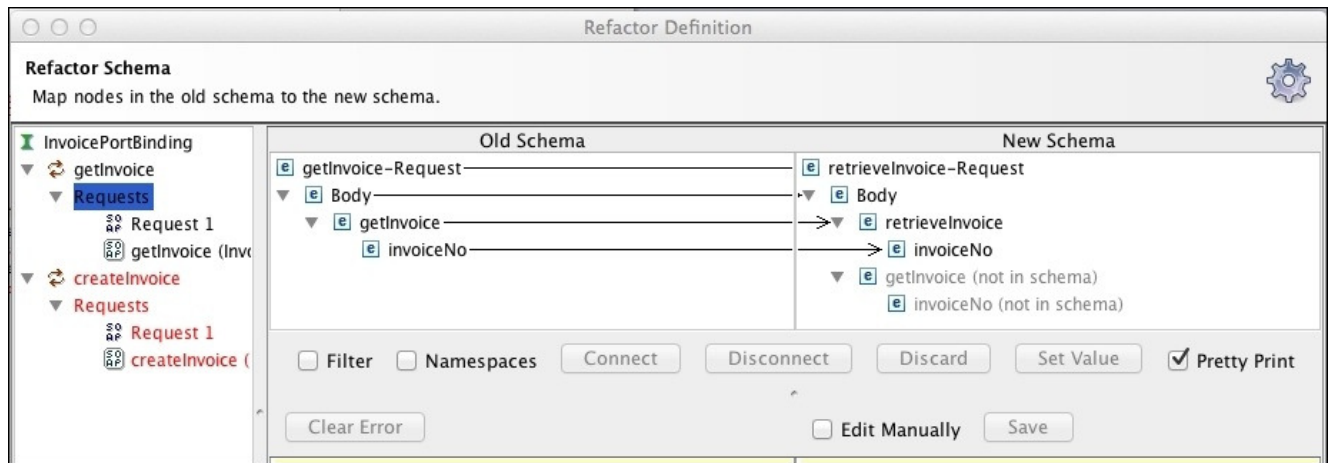 Refactor Definition
Refactor Schema
Map nodes in the old schema to the new schema.
InvoicePortBinding
getInvoice
Requests
Request 1
getInvoice (Invo
createInvoice
Requests
Request 1
createInvoice (
Old Schema
getInvoice-Request
Body
getInvoice
invoiceNo
New Schema
retrieveInvoice-Request
Body
retrieveInvoice
invoiceNo
getInvoice (not in schema)
invoiceNo (not in schema)
Filter Namespaces Connect Disconnect Discard Set Value Pretty Print
Clear Error Edit Manually Save